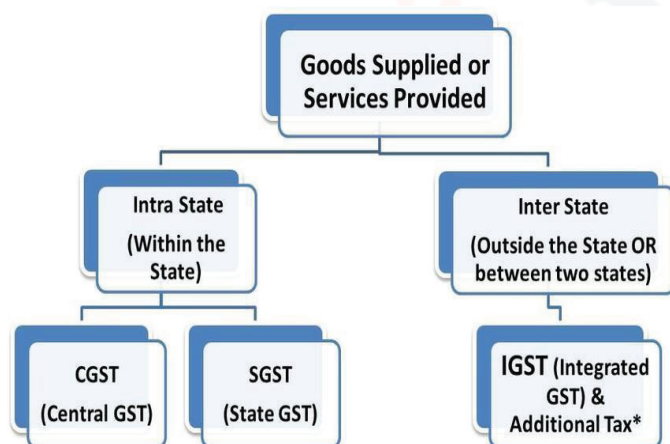 Goods Supplied or
Services Provided
Intra State
(Within the
State)
Inter State
(Outside the State OR
between two states)
CGST
(Central GST)
SGST
(State GST)
IGST (Integrated
GST) &
Additional Tax*